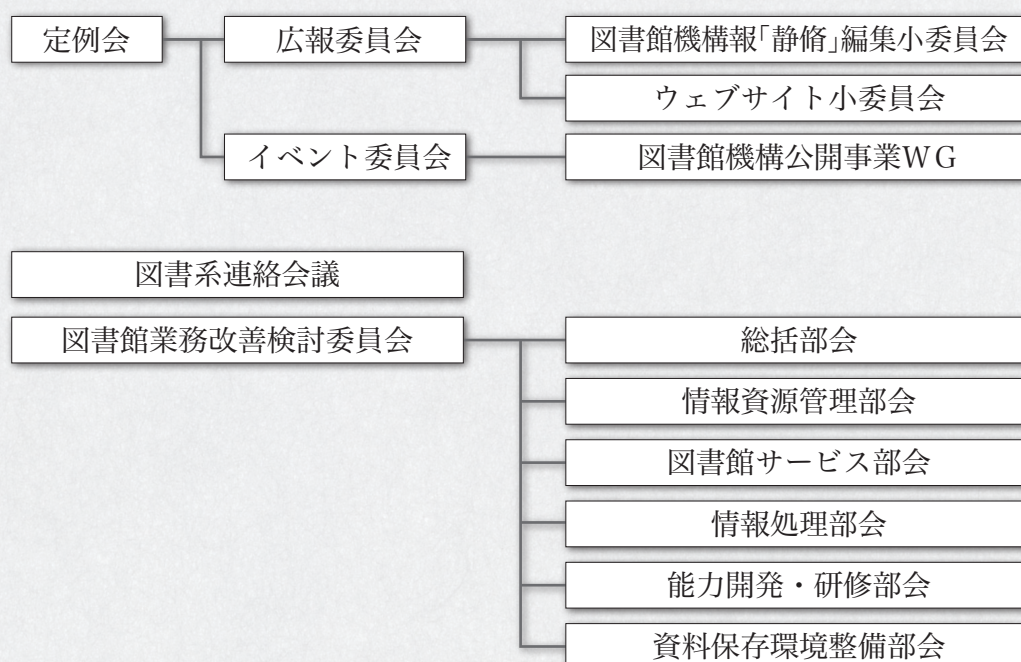 定例会
広報委員会
図書館機構報「静脩」編集小委員会
ウェブサイト小委員会
イベント委員会
図書館機構公開事業WG
図書系連絡会議
図書館業務改善検討委員会
総括部会
情報資源管理部会
図書館サービス部会
情報処理部会
能力開発・研修部会
資料保存環境整備部会